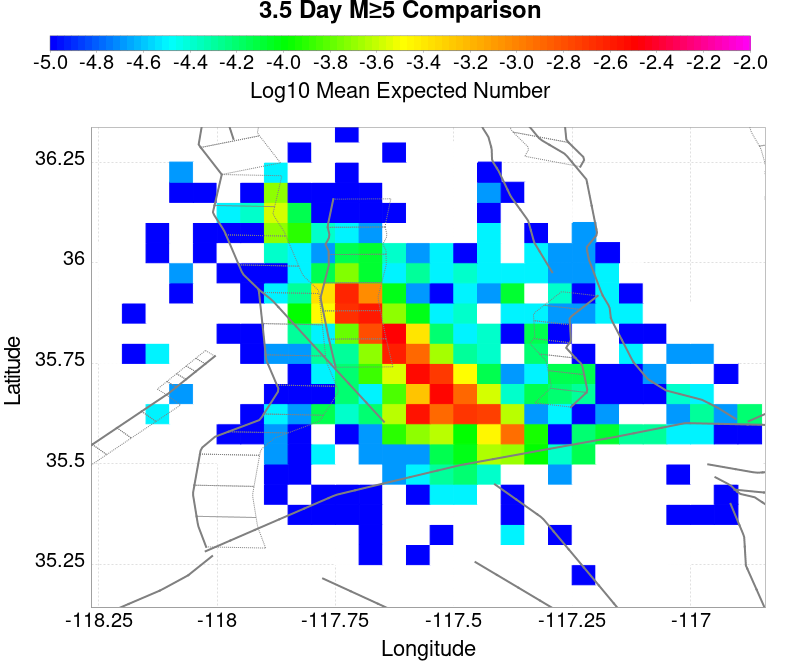 3.5 Day M≥5 Comparison
-5.0 -4.8 -4.6 -4.4 -4.2 -4.0 -3.8 -3.6 -3.4 -3.2 -3.0 -2.8 -2.6 -2.4 -2.2 -2.0
Log10 Mean Expected Number
36.25
36
35.75
35.5
35.25
Latitude
-118.25 -118 -117.75 -117.5 -117.25 -117
Longitude